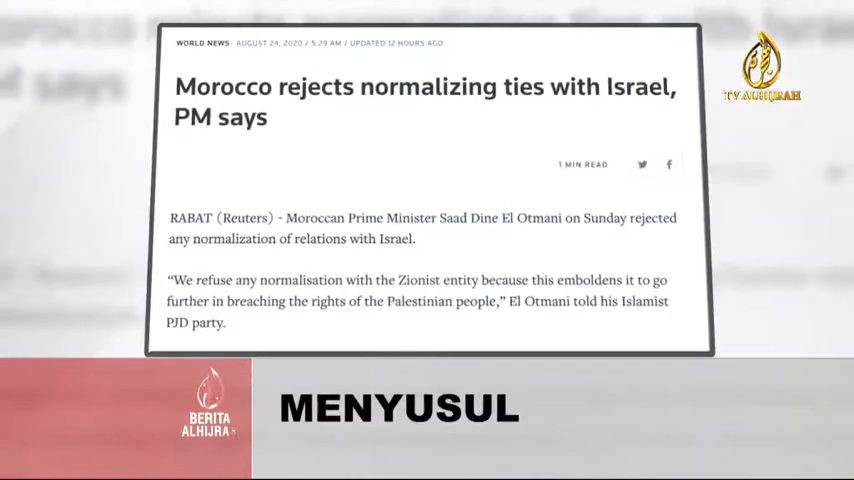 WORLD NEWS AUGUST 24, 2020 / 5:29 AM / UPDATED 12 HOURS AGO
Morocco rejects normalizing ties with Israel,
PM says
1 MIN READ
RABAT (Reuters) - Moroccan Prime Minister Saad Dine El Otmani on Sunday rejected
any normalization of relations with Israel.
“We refuse any normalisation with the Zionist entity because this emboldens it to go
further in breaching the rights of the Palestinian people,” El Otmani told his Islamist
PJD party.
TV ALHIJRAH
BERITA
ALHIJRAH
MENYUSUL